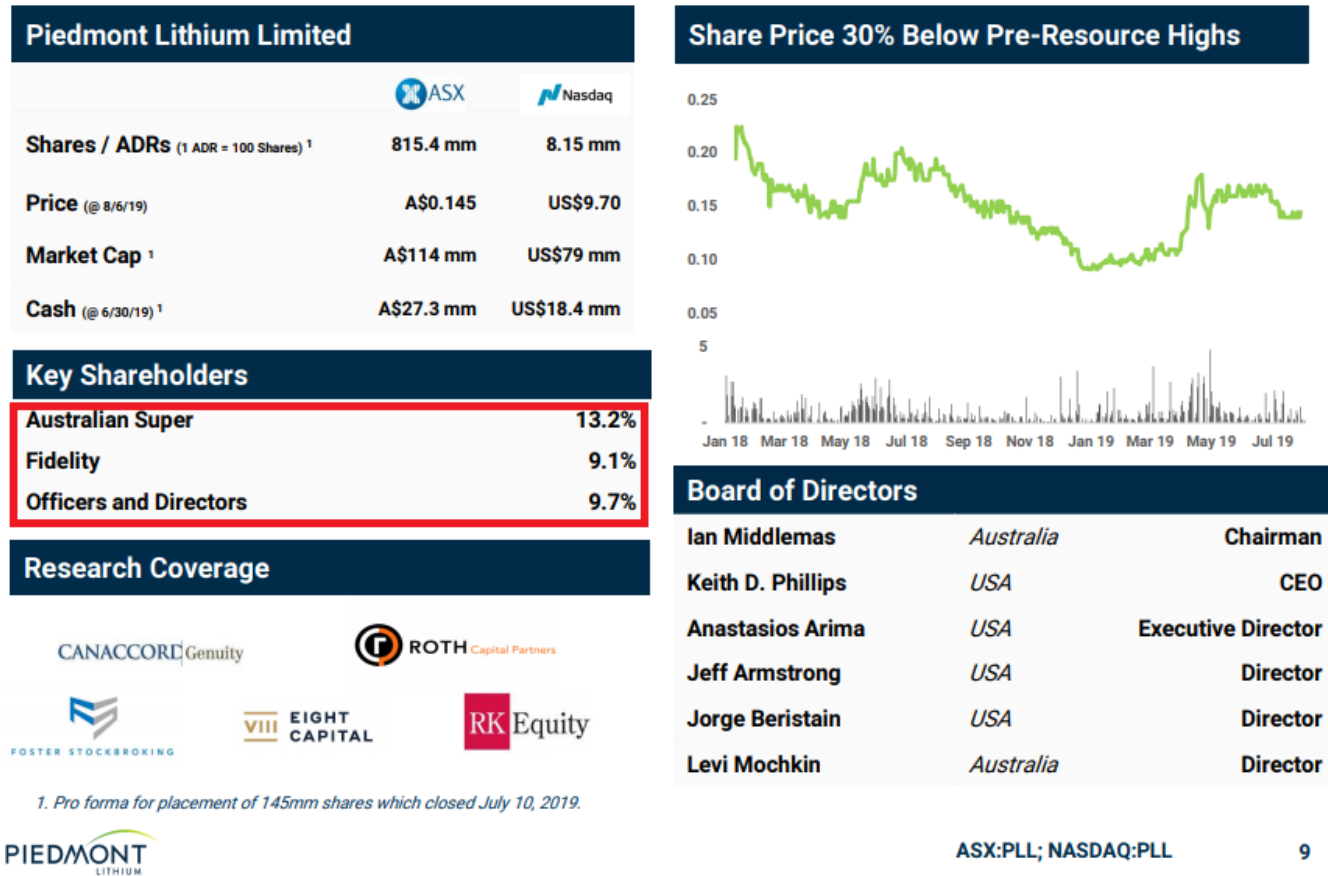 Piedmont Lithium Limited
ASX Nasdaq
Shares / ADRs (1 ADR = 100 Shares) 1 815.4 mm 8.15 mm
Price (@ 8/6/19) A$0.145 US$9.70
Market Cap 1 A$114 mm US$79 mm
Cash (@ 6/30/19) 1 A$27.3 mm US$18.4 mm
Key Shareholders
Australian Super 13.2%
Fidelity 9.1%
Officers and Directors 9.7%
Research Coverage
CANACCORD Genuity
ROTH Capital Partners
FOSTER STOCKBROKING
VIII EIGHT CAPITAL
RK Equity
1. Pro forma for placement of 145mm shares which closed July 10, 2019.
PIEDMONT
LITHIUM
Share Price 30% Below Pre-Resource Highs
0.25
0.20
0.15
0.10
0.05
5
-
Jan 18 Mar 18 May 18 Jul 18 Sep 18 Nov 18 Jan 19 Mar 19 May 19 Jul 19
Board of Directors
Ian Middlemas Australia Chairman
Keith D. Phillips USA CEO
Anastasios Arima USA Executive Director
Jeff Armstrong USA Director
Jorge Beristain USA Director
Levi Mochkin Australia Director
ASX:PLL; NASDAQ:PLL 9